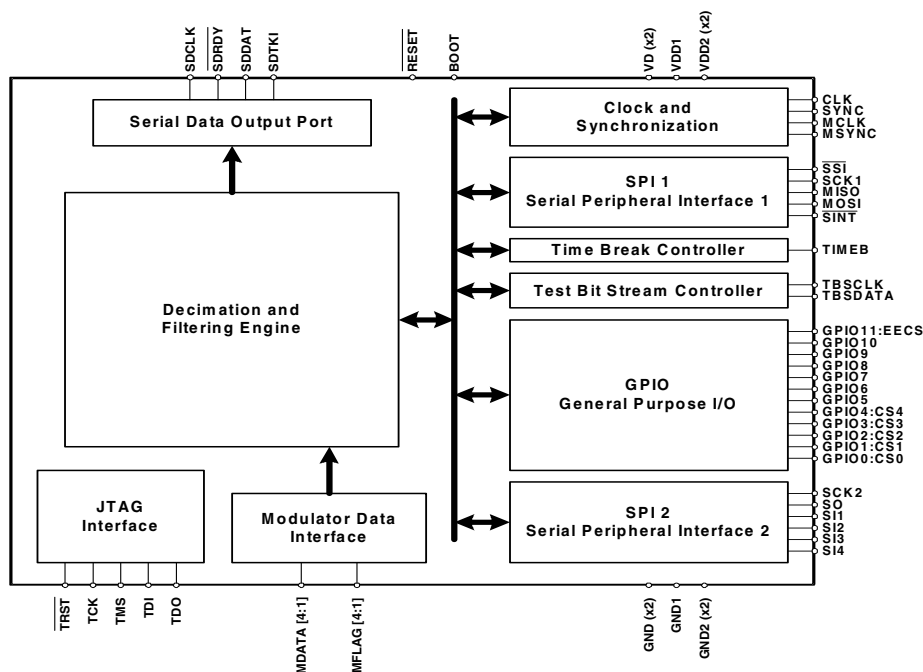 SDCLK
SDRDY
SDDAT
SDTKI
RESET
BOOT
VD (x2)
VDD1
VDD2 (x2)
Serial Data Output Port
Clock and
Synchronization
CLK
SYNC
MCLK
MSYNC
SPI 1
Serial Peripheral Interface 1
SSI
SCK1
MISO
MOSI
SINT
Time Break Controller
TIMEB
Test Bit Stream Controller
TBSCLK
TBSDATA
Decimation and
Filtering Engine
GPIO
General Purpose I/O
GPIO11:EECS
GPIO10
GPIO9
GPIO8
GPIO7
GPIO6
GPIO5
GPIO4:CS4
GPIO3:CS3
GPIO2:CS2
GPIO1:CS1
GPIO0:CS0
JTAG
Interface
Modulator Data
Interface
SPI 2
Serial Peripheral Interface 2
SCK2
SO
SI1
SI2
SI3
SI4
TRST
TCK
TMS
TDI
TDO
MDATA [4:1]
MFLAG [4:1]
GND (x2)
GND1
GND2 (x2)